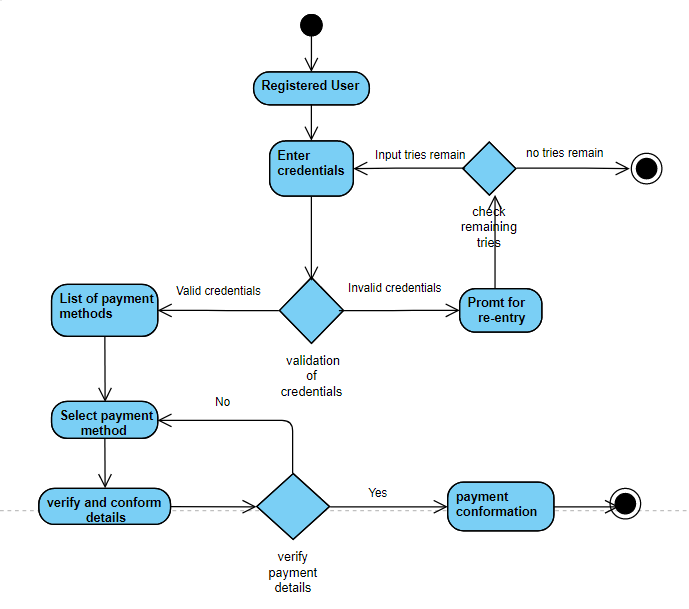 Registered User
Enter
credentials
Input tries remain
no tries remain
check
remaining
tries
Valid credentials
Invalid credentials
List of payment
methods
Promt for
re-entry
validation
of
credentials
No
Select payment
method
Yes
verify and conform
details
payment
conformation
verify
payment
details